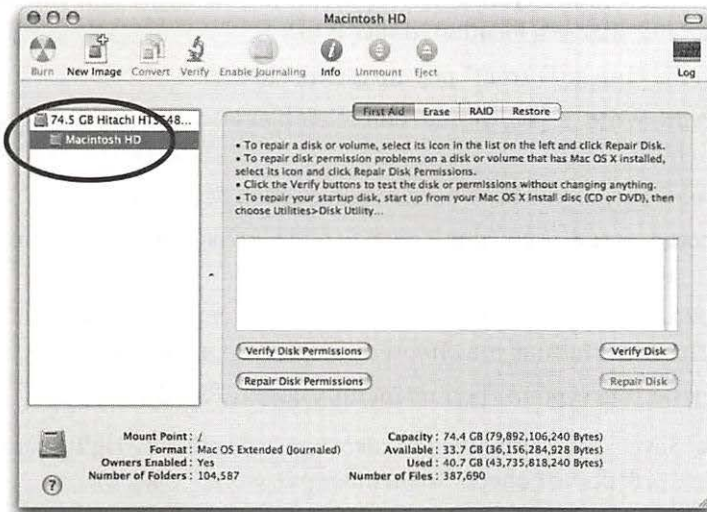 Macintosh HD
Burn New Image Convert Verify Enable Journaling Info Unmount Eject Log
74.5 GB Hitachi HTS548...
Macintosh HD
First Aid Erase RAID Restore
• To repair a disk or volume, select its icon in the list on the left and click Repair Disk.
• To repair disk permission problems on a disk or volume that has Mac OS X installed,
select its icon and click Repair Disk Permissions.
• Click the Verify buttons to test the disk or permissions without changing anything.
• To repair your startup disk, start up from your Mac OS X Install disc (CD or DVD), then
choose Utilities>Disk Utility...
Verify Disk Permissions Verify Disk
Repair Disk Permissions Repair Disk
Mount Point : / Capacity : 74.4 GB (79,892,106,240 Bytes)
Format : Mac OS Extended (Journaled) Available : 33.7 GB (36,156,284,928 Bytes)
Owners Enabled : Yes Used : 40.7 GB (43,735,818,240 Bytes)
Number of Folders : 104,587 Number of Files : 387,690
?